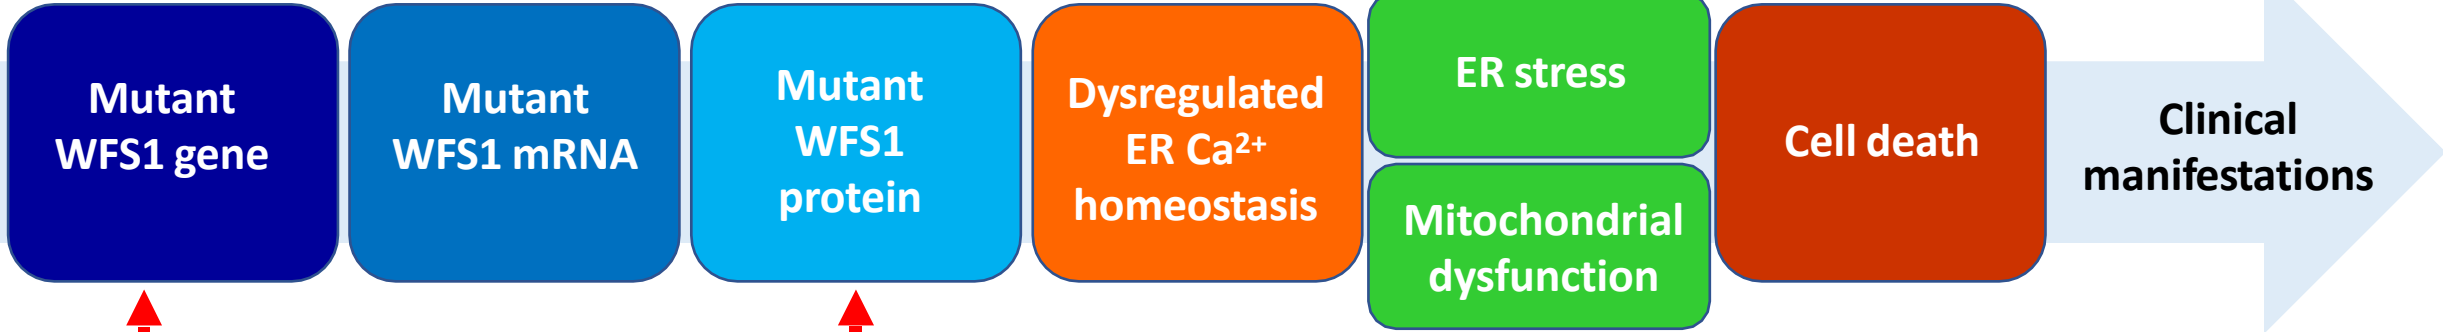 Mutant
WFS1 gene
Mutant
WFS1 mRNA
Mutant
WFS1
protein
Dysregulated
ER Ca²⁺
homeostasis
ER stress
Mitochondrial
dysfunction
Cell death
Clinical
manifestations